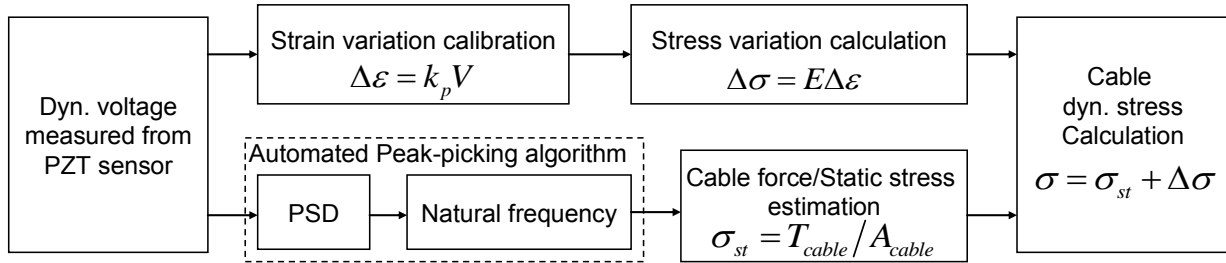 Dyn. voltage
measured from
PZT sensor
Strain variation calibration
Δε = k_p V
Stress variation calculation
Δσ = EΔε
Automated Peak-picking algorithm
PSD
Natural frequency
Cable force/Static stress
estimation
σ_st = T_cable / A_cable
Cable
dyn. stress
Calculation
σ = σ_st + Δσ